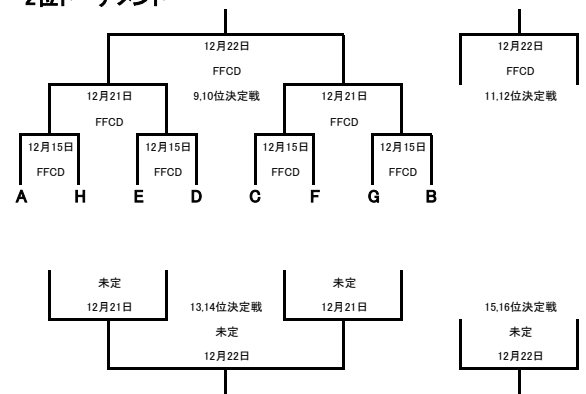 2位トーナメント
12月22日 12月22日
FFCD FFCD
12月21日 9,10位決定戦 12月21日 11,12位決定戦
FFCD FFCD
12月15日 12月15日 12月15日 12月15日
FFCD FFCD FFCD FFCD
A H E D C F G B
未定 未定
12月21日 13,14位決定戦 12月21日 15,16位決定戦
未定 未定
12月22日 12月22日